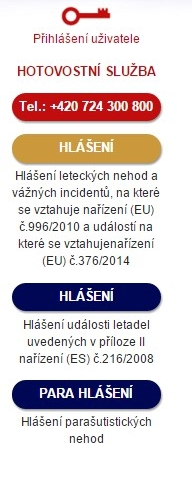 Přihlášení uživatele
HOTOVOSTNÍ SLUŽBA
Tel.: +420 724 300 800
HLÁŠENÍ
Hlášení leteckých nehod a
vážných incidentů, na které
se vztahuje nařízení (EU)
č.996/2010 a událostí na
které se vztahujenařízení
(EU) č.376/2014
HLÁŠENÍ
Hlášení události letadel
uvedených v příloze II
nařízení (ES) č.216/2008
PARA HLÁŠENÍ
Hlášení parašutistických
nehod